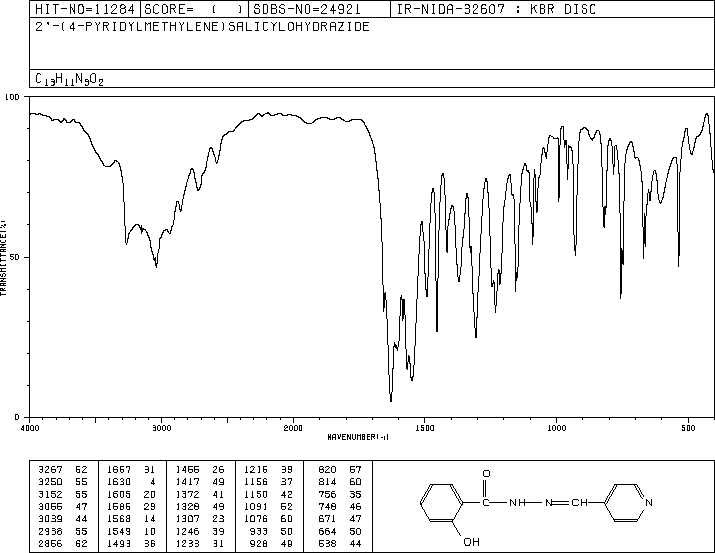 HIT-NO=11284 SCORE= ( ) SDBS-NO=24921 IR-NIDA-32607 : KBR DISC
2'-(4-PYRIDYLMETHYLENE)SALICYLOHYDRAZIDE
C13H11N3O2
100
50
0
TRANSMITTANCE(%)
4000 3000 2000 1500 1000 500
WAVENUMBER(-1)
3267 62 1667 31 1466 26 1216 39 820 57
3250 55 1630 4 1417 49 1156 37 814 60
3152 55 1605 20 1372 41 1150 42 756 35
3055 47 1586 29 1328 49 1091 52 748 46
3039 44 1568 14 1307 23 1076 60 671 47
2938 55 1549 10 1246 39 933 50 664 50
2866 62 1493 36 1233 31 928 49 538 44
O
C NH N CH N
OH